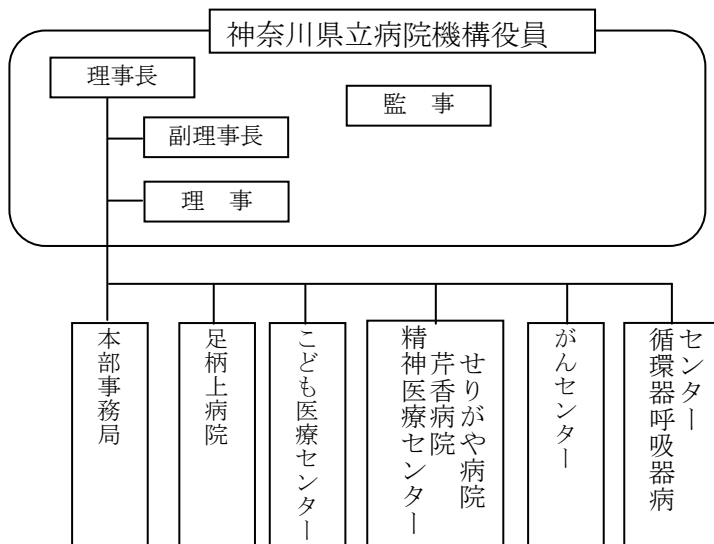 神奈川県立病院機構役員
理事長
監　事
副理事長
理　事
本部事務局
足柄上病院
こども医療センター
精神医療センター
芹香病院
せりがや病院
がんセンター
循環器呼吸器病
センター